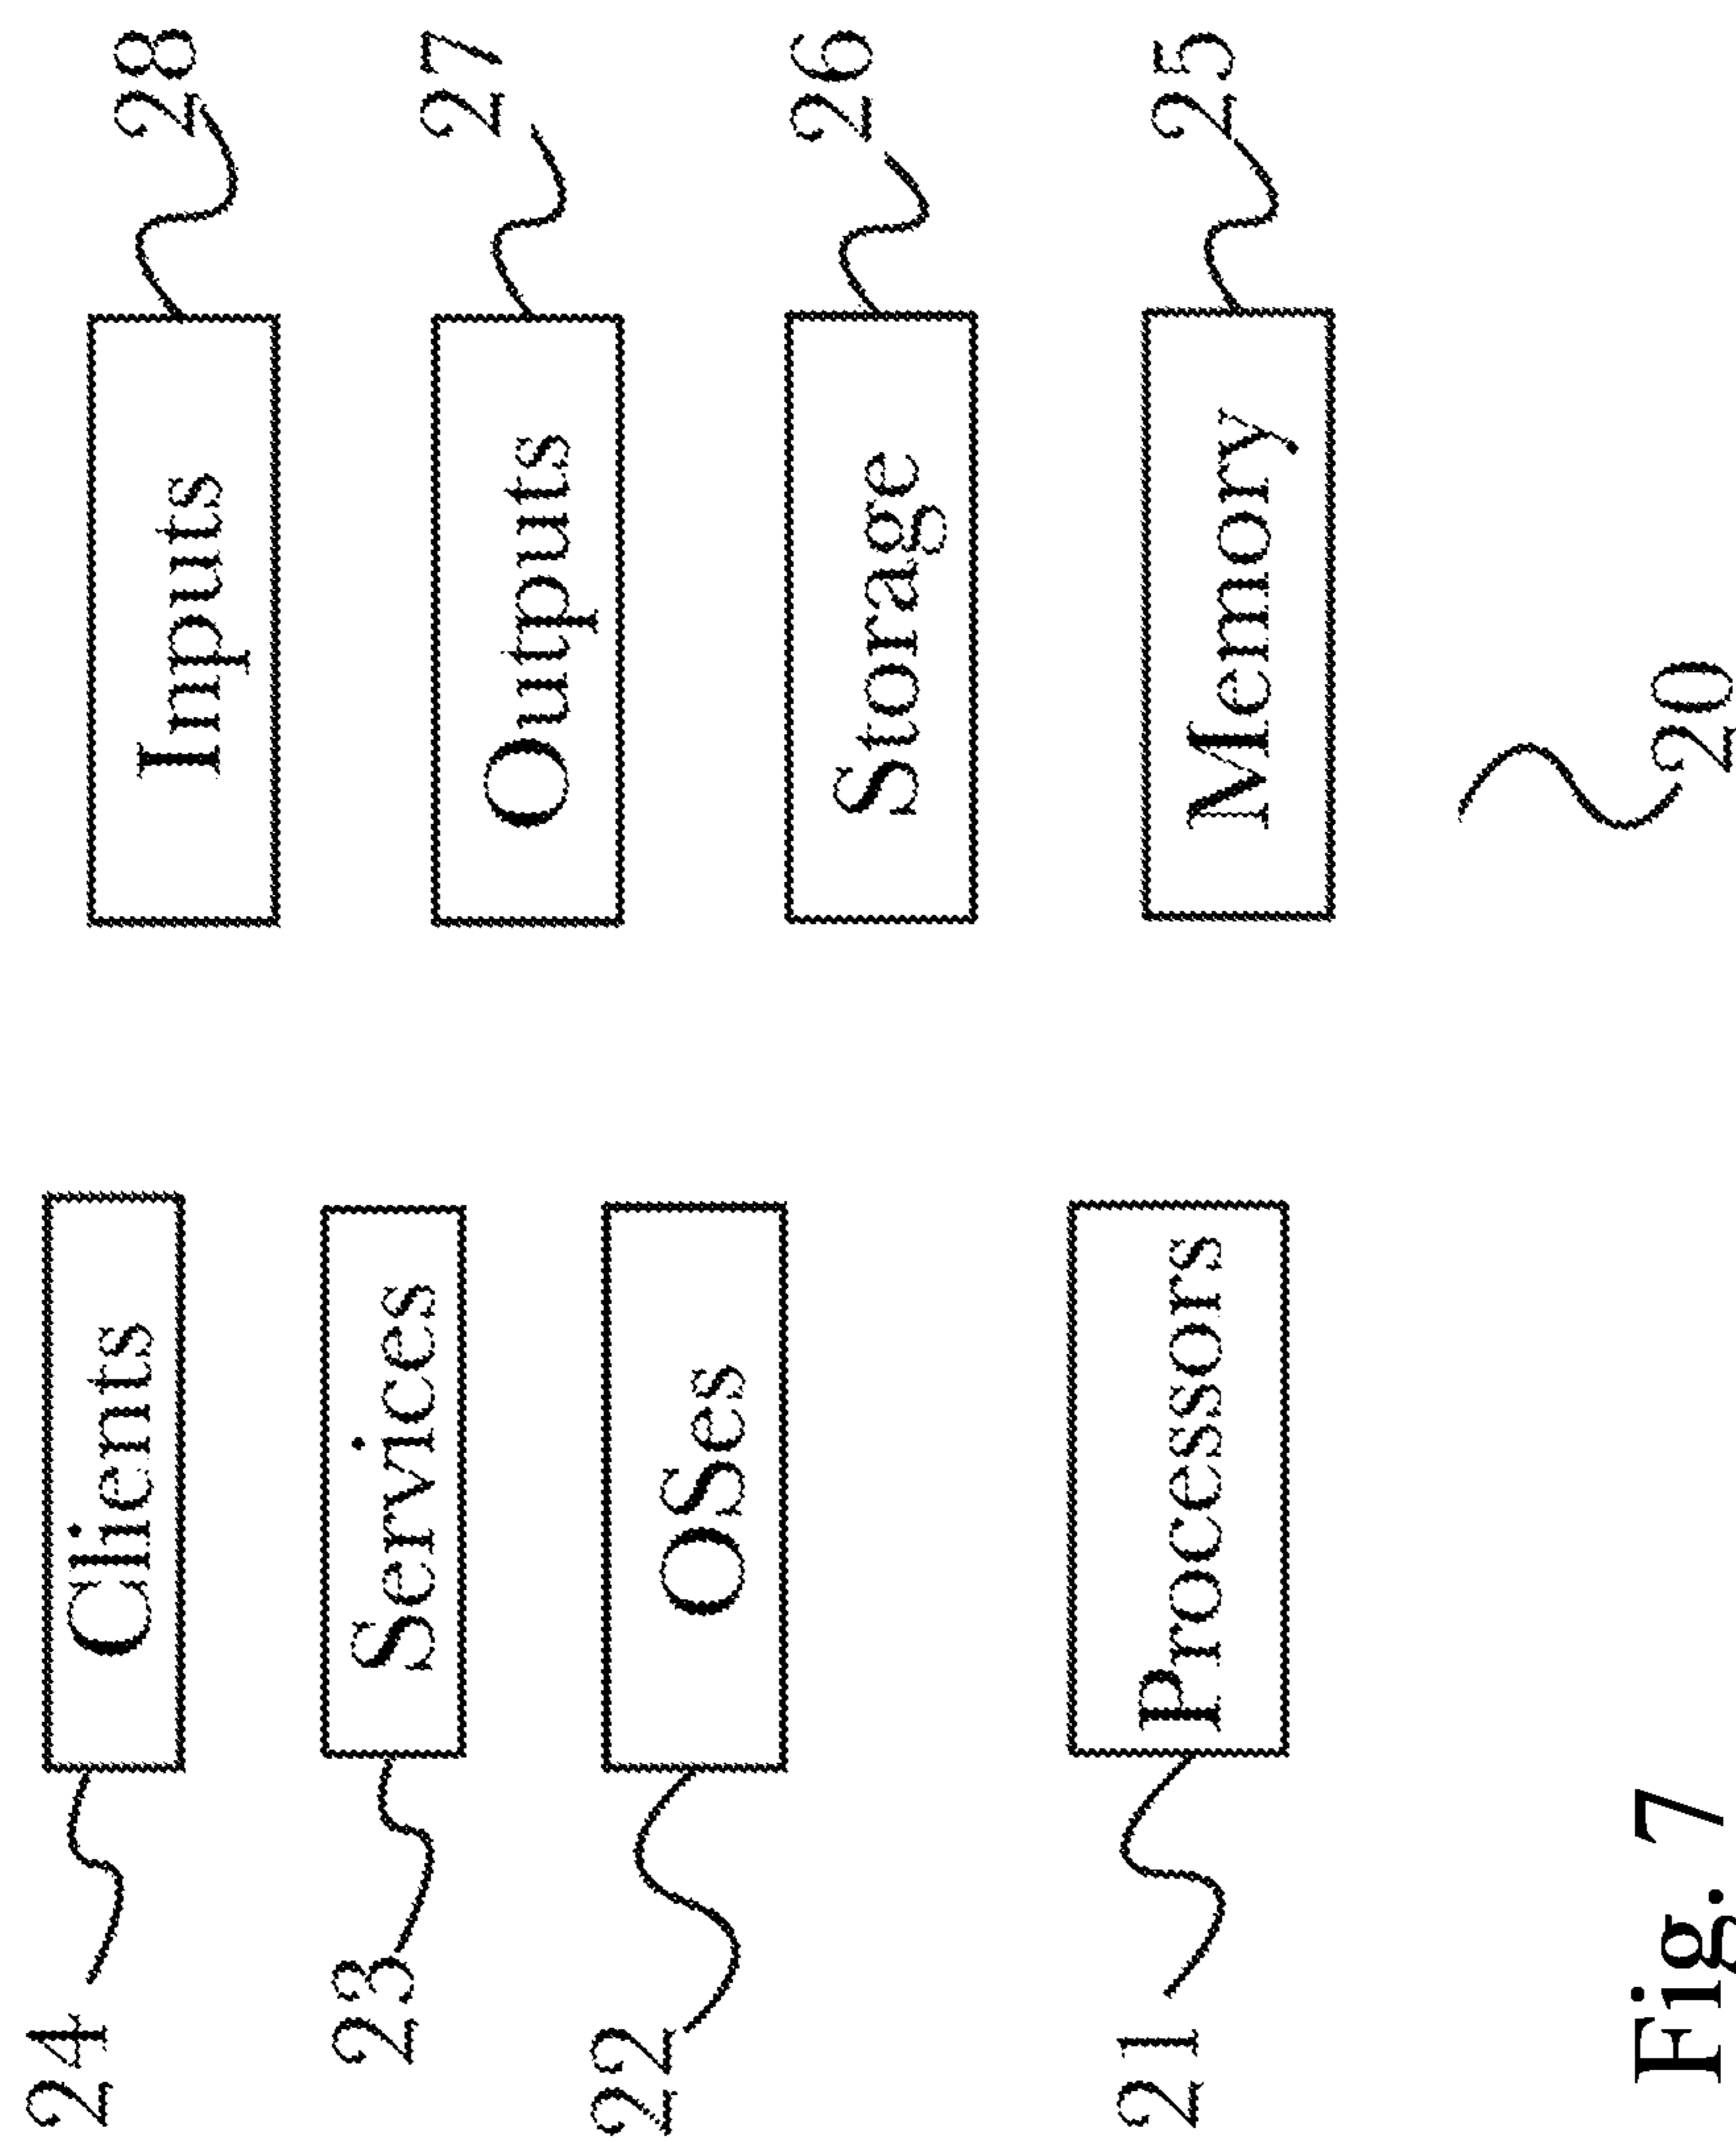 24 Clients Inputs 28
23 Services Outputs 27
22 OSes Storage 26
21 Processors Memory 25
Fig. 7 20